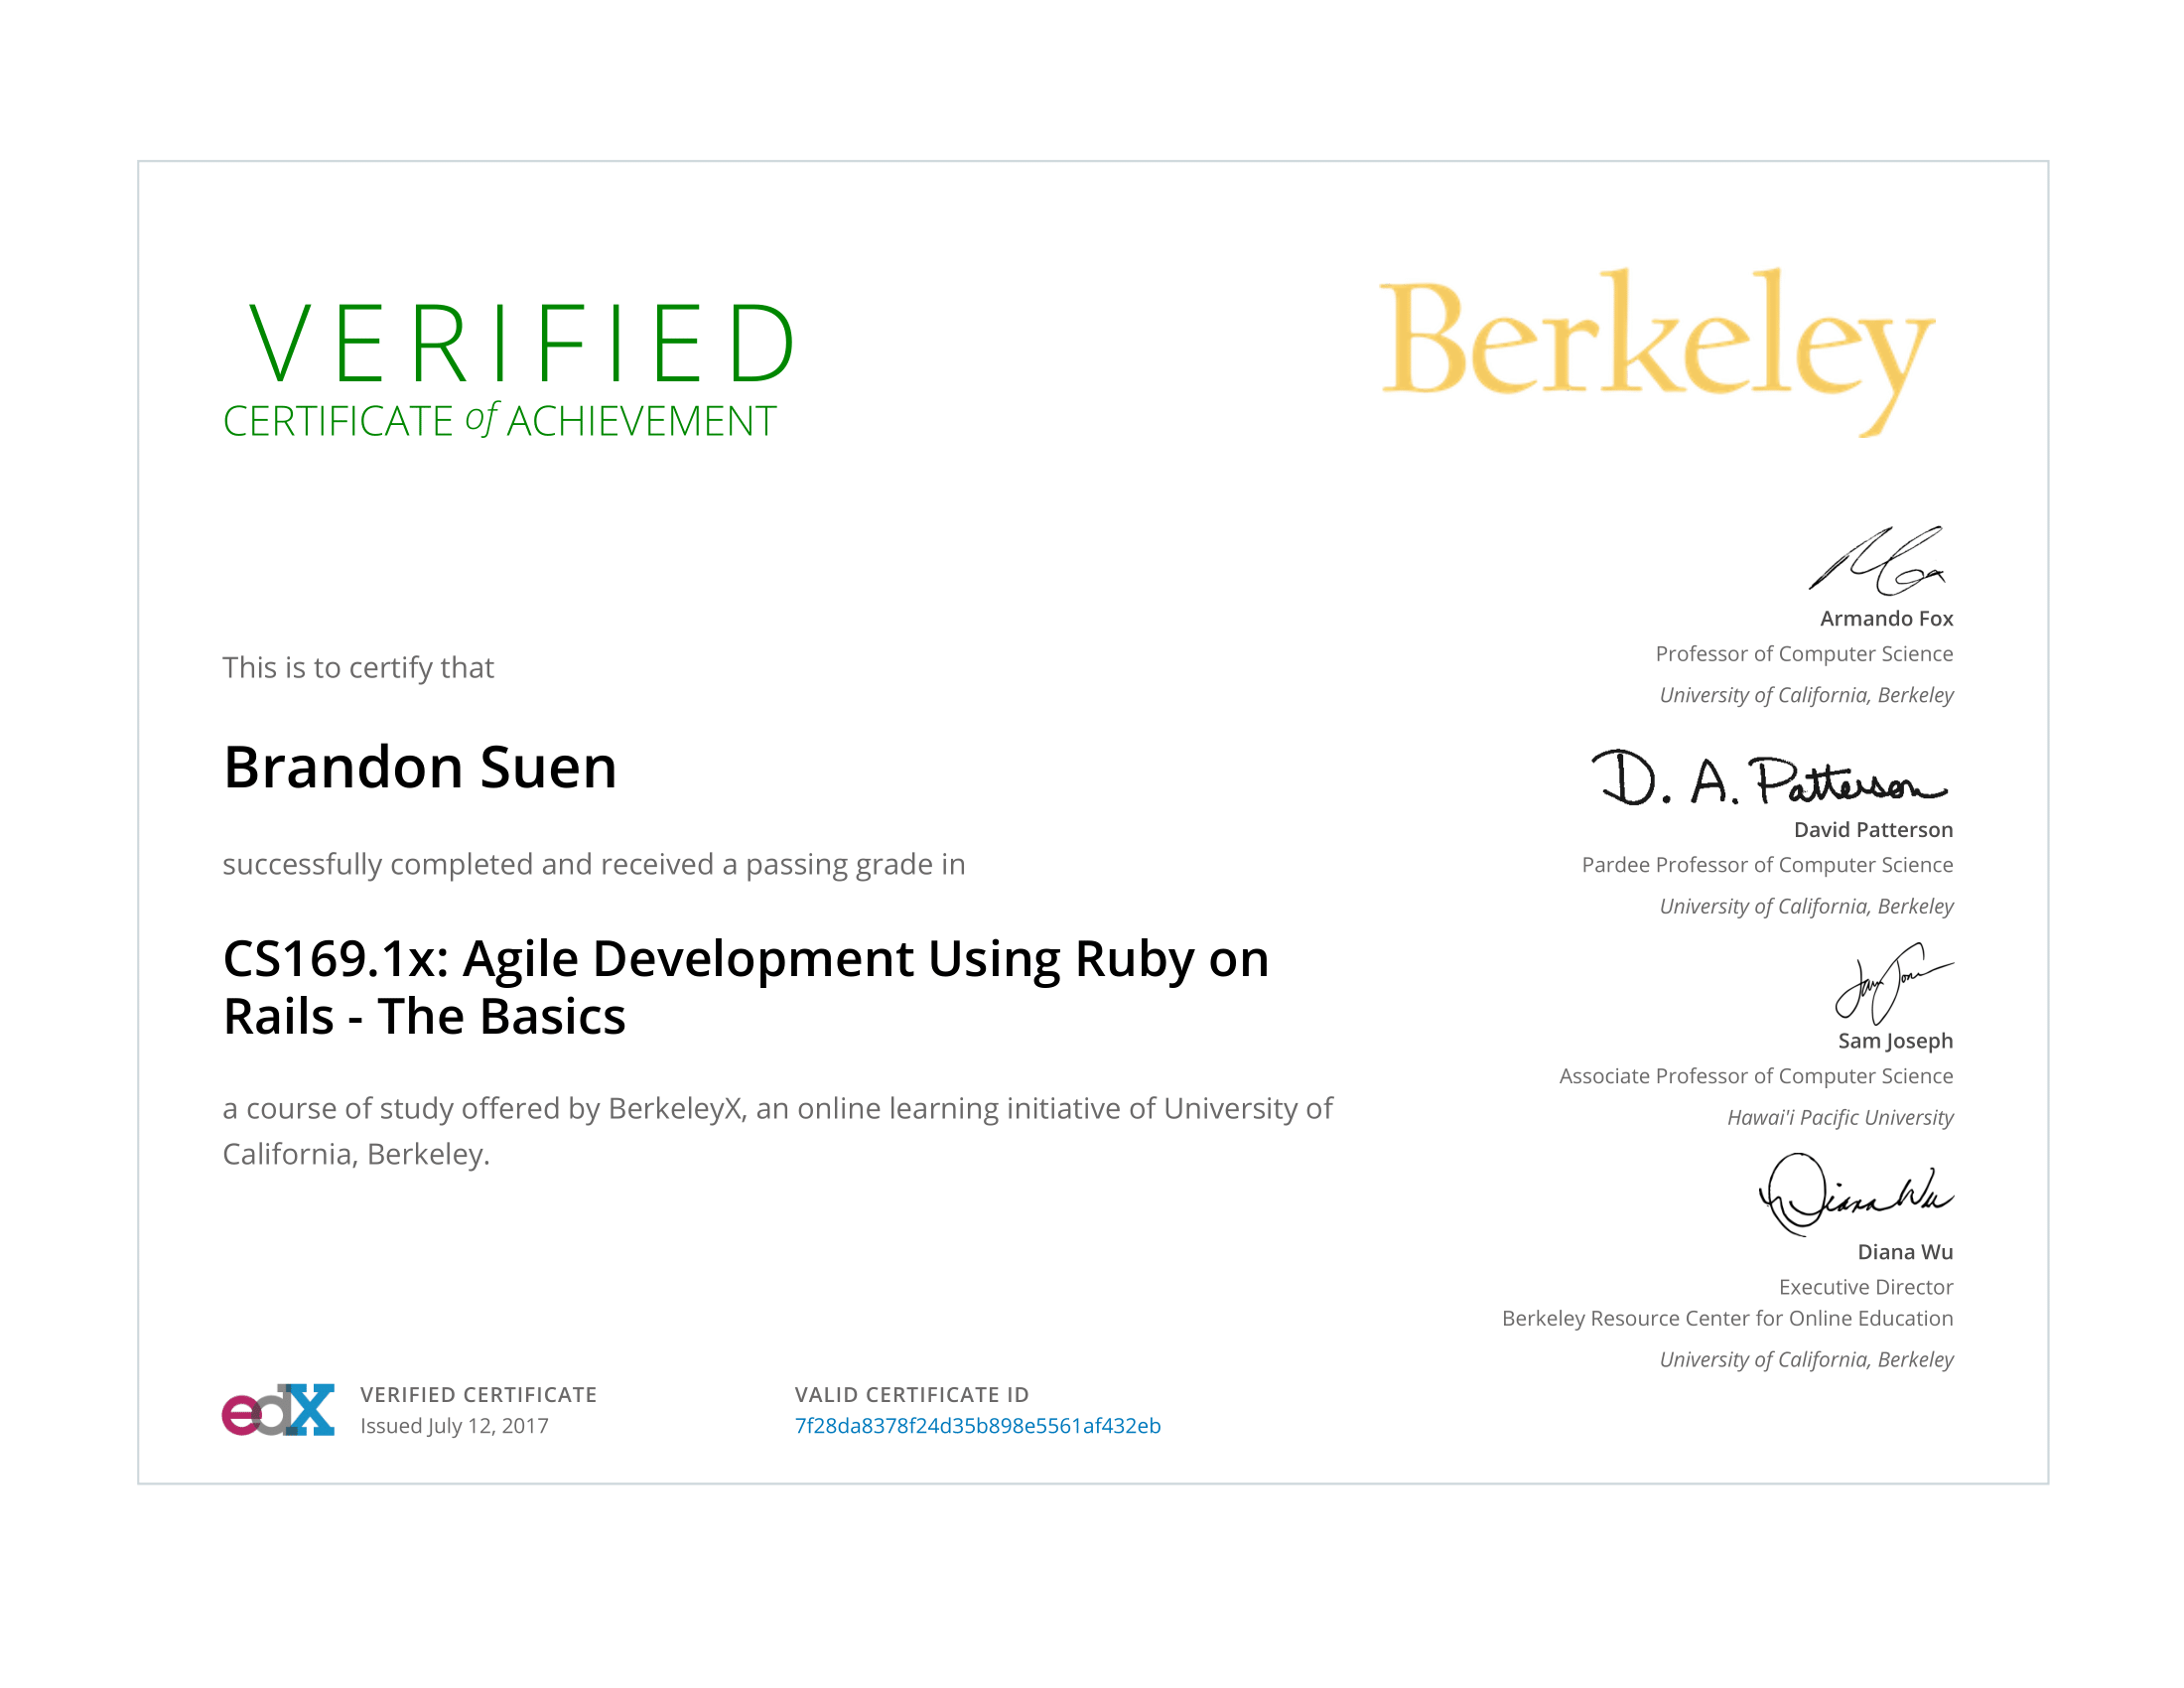 VERIFIED
CERTIFICATE of ACHIEVEMENT
Berkeley
This is to certify that
Brandon Suen
successfully completed and received a passing grade in
CS169.1x: Agile Development Using Ruby on
Rails - The Basics
a course of study offered by BerkeleyX, an online learning initiative of University of
California, Berkeley.
Armando Fox
Professor of Computer Science
University of California, Berkeley
D. A. Patterson
David Patterson
Pardee Professor of Computer Science
University of California, Berkeley
Sam Joseph
Associate Professor of Computer Science
Hawai'i Pacific University
Diana Wu
Diana Wu
Executive Director
Berkeley Resource Center for Online Education
University of California, Berkeley
edX
VERIFIED CERTIFICATE
Issued July 12, 2017
VALID CERTIFICATE ID
7f28da8378f24d35b898e5561af432eb